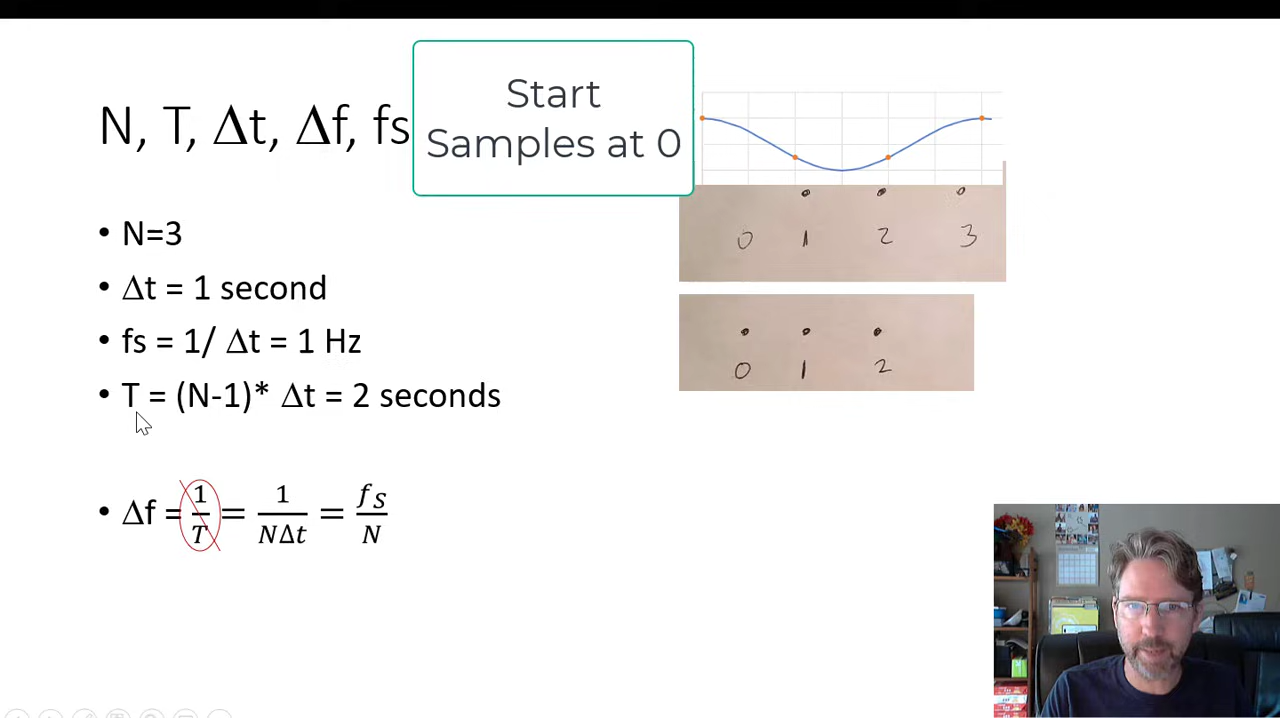 N, T, Δt, Δf, fs
Start
Samples at 0
• N=3
• Δt = 1 second
• fs = 1/ Δt = 1 Hz
• T = (N-1)* Δt = 2 seconds
• Δf = 1/T = 1/NΔt = fs/N
0 1 2 3
0 1 2